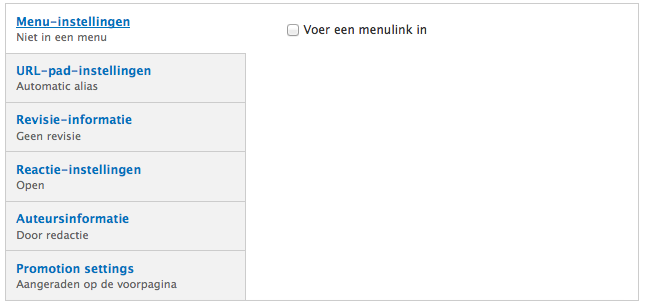 Menu-instellingen
Niet in een menu
Voer een menulink in
URL-pad-instellingen
Automatic alias
Revisie-informatie
Geen revisie
Reactie-instellingen
Open
Auteursinformatie
Door redactie
Promotion settings
Aangeraden op de voorpagina